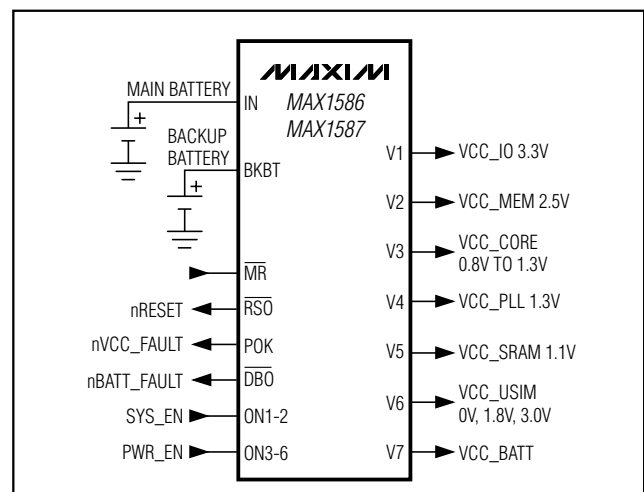 MAXIM
MAX1586
MAX1587
MAIN BATTERY
+
IN
BACKUP
BATTERY
+
BKBT
MR
nRESET
RSO
nVCC_FAULT
POK
nBATT_FAULT
DBO
SYS_EN
ON1-2
PWR_EN
ON3-6
V1
VCC_IO 3.3V
V2
VCC_MEM 2.5V
V3
VCC_CORE
0.8V TO 1.3V
V4
VCC_PLL 1.3V
V5
VCC_SRAM 1.1V
V6
VCC_USIM
0V, 1.8V, 3.0V
V7
VCC_BATT